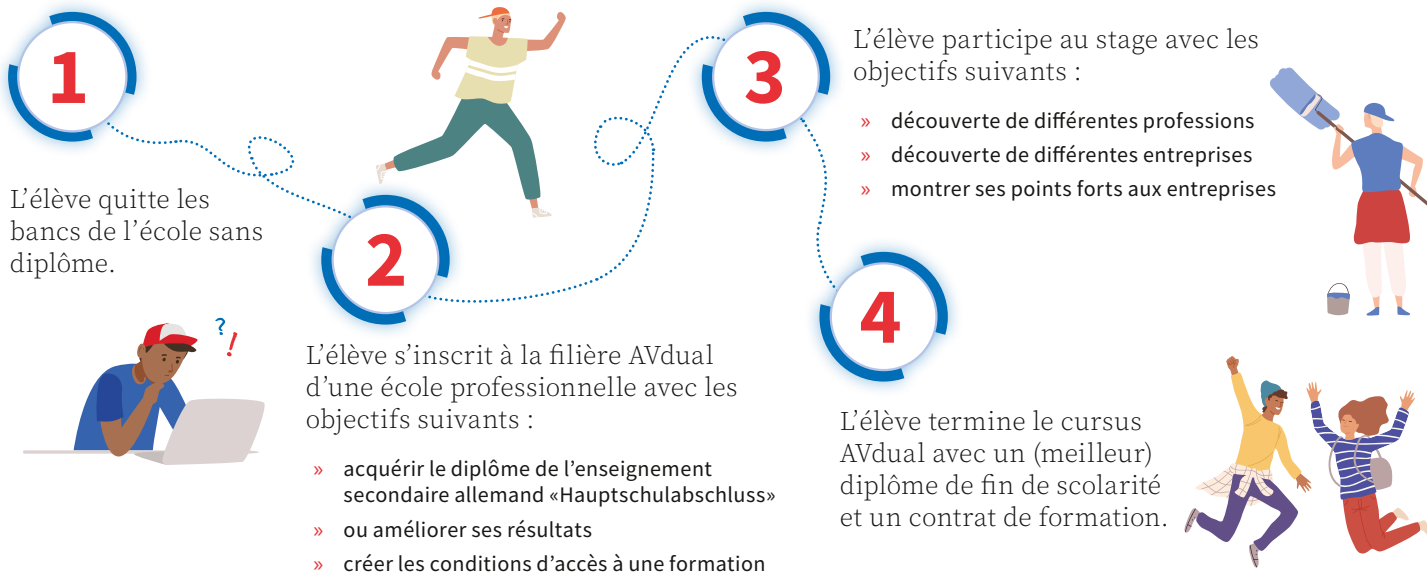 1
L’élève quitte les
bancs de l’école sans
diplôme.
?!
2
L’élève s’inscrit à la filière AVdual
d’une école professionnelle avec les
objectifs suivants :
» acquérir le diplôme de l’enseignement
secondaire allemand «Hauptschulabschluss»
» ou améliorer ses résultats
» créer les conditions d’accès à une formation
3
L’élève participe au stage avec les
objectifs suivants :
» découverte de différentes professions
» découverte de différentes entreprises
» montrer ses points forts aux entreprises
4
L’élève termine le cursus
AVdual avec un (meilleur)
diplôme de fin de scolarité
et un contrat de formation.